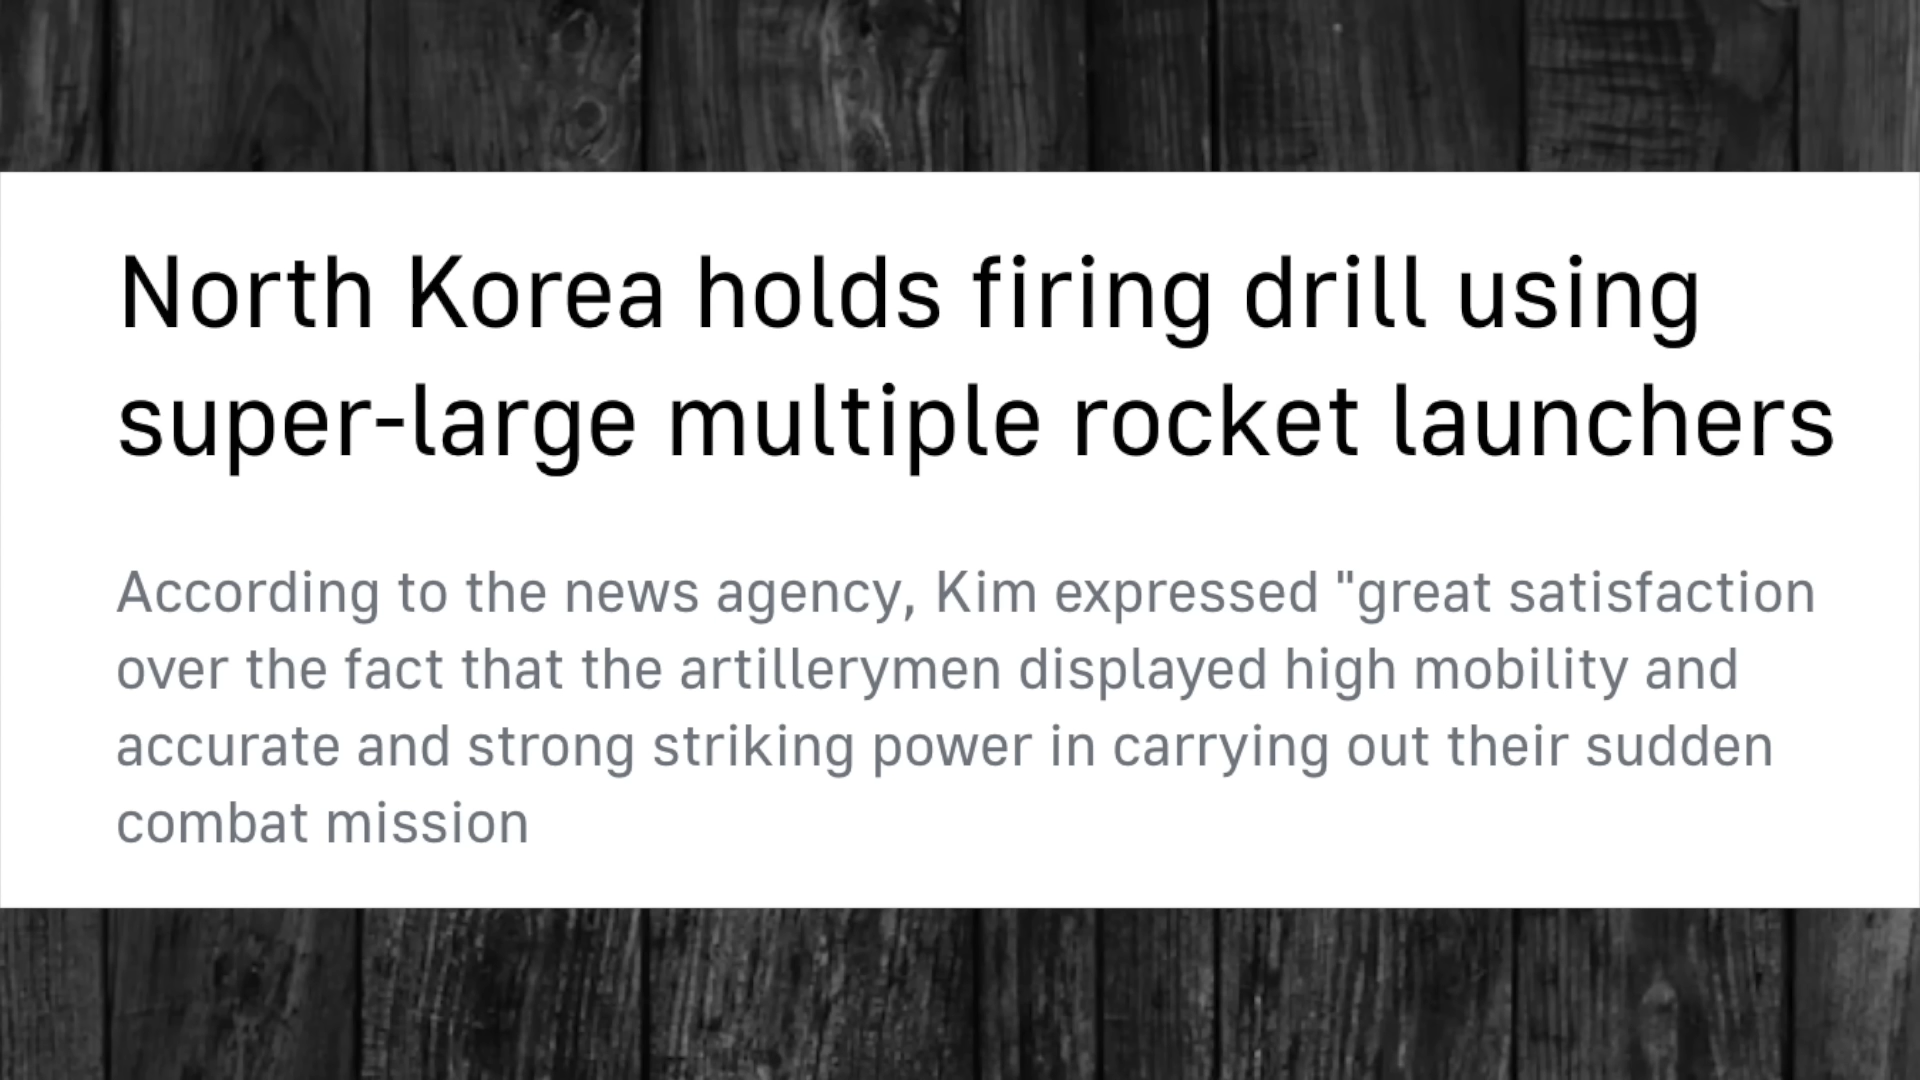 North Korea holds firing drill using
super-large multiple rocket launchers
According to the news agency, Kim expressed "great satisfaction
over the fact that the artillerymen displayed high mobility and
accurate and strong striking power in carrying out their sudden
combat mission